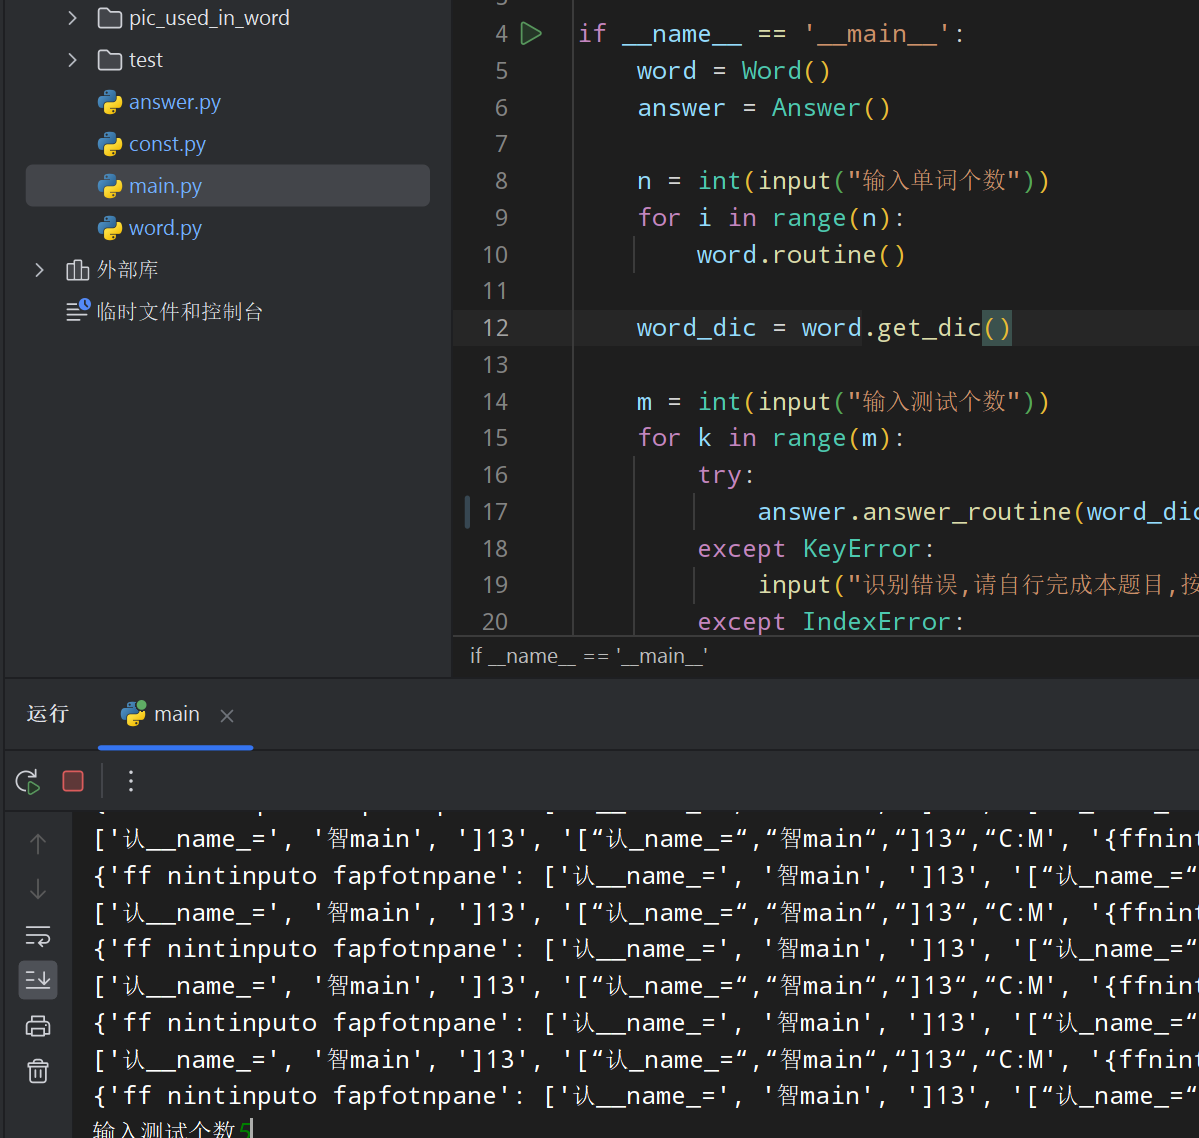 pic_used_in_word
test
answer.py
const.py
main.py
word.py
外部库
临时文件和控制台
4 if __name__ == '__main__':
5 word = Word()
6 answer = Answer()
7
8 n = int(input("输入单词个数"))
9 for i in range(n):
10 word.routine()
11
12 word_dic = word.get_dic()
13
14 m = int(input("输入测试个数"))
15 for k in range(m):
16 try:
17 answer.answer_routine(word_dic
18 except KeyError:
19 input("识别错误,请自行完成本题目,按
20 except IndexError:
if __name__ == '__main__'
运行 main
['认__name_=', '智main', ']13', '[“认_name_=“,“智main“,“]13“,“C:M', '{ffnint
{'ff nintinputo fapfotnpane': ['认__name_=', '智main', ']13', '[“认_name_=“
['认__name_=', '智main', ']13', '[“认_name_=“,“智main“,“]13“,“C:M', '{ffnint
{'ff nintinputo fapfotnpane': ['认__name_=', '智main', ']13', '[“认_name_=“
['认__name_=', '智main', ']13', '[“认_name_=“,“智main“,“]13“,“C:M', '{ffnint
{'ff nintinputo fapfotnpane': ['认__name_=', '智main', ']13', '[“认_name_=“
['认__name_=', '智main', ']13', '[“认_name_=“,“智main“,“]13“,“C:M', '{ffnint
{'ff nintinputo fapfotnpane': ['认__name_=', '智main', ']13', '[“认_name_=“
输入测试个数5